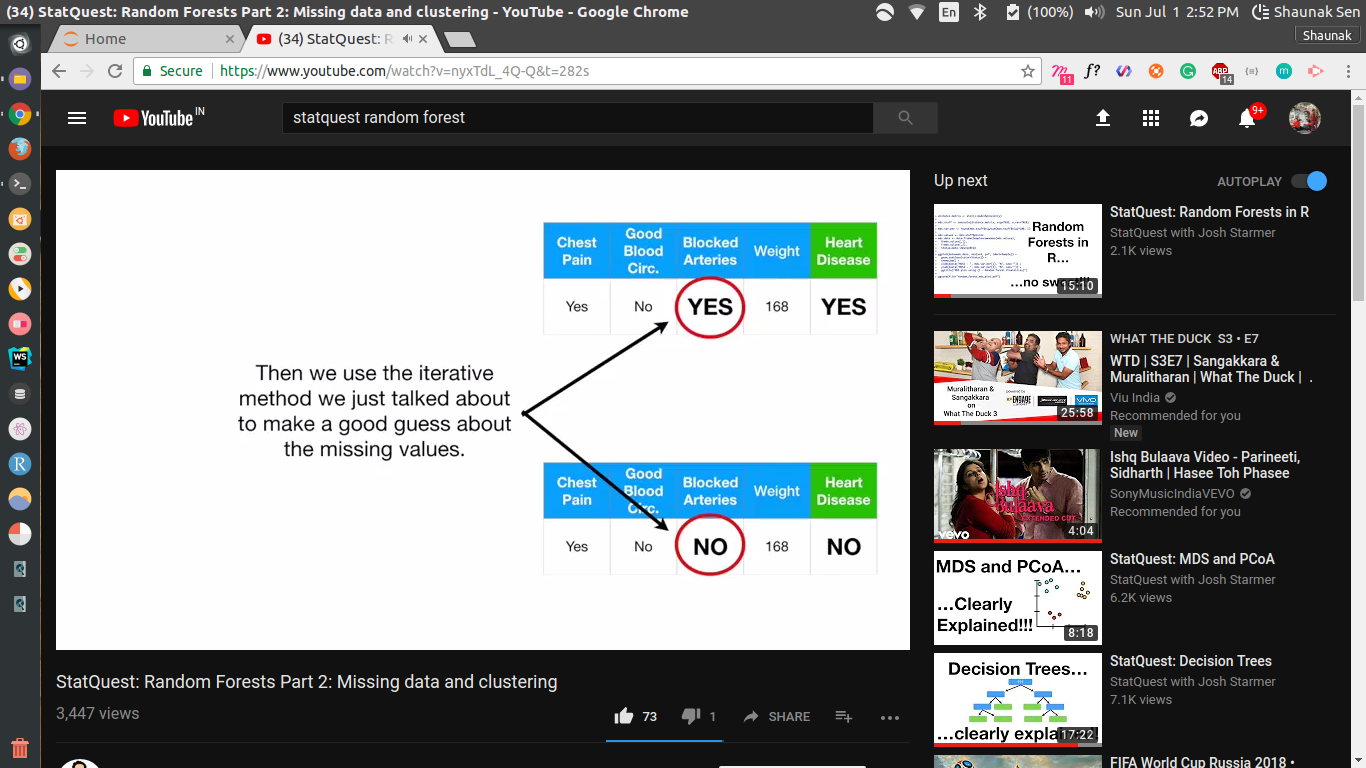 (34) StatQuest: Random Forests Part 2: Missing data and clustering - YouTube - Google Chrome
En (100%) Sun Jul 1 2:52 PM Shaunak Sen
Home
(34) StatQuest: R
Shaunak
Secure https://www.youtube.com/watch?v=nyxTdL_4Q-Q&t=282s
11
f?
ABP
14
m
YouTube IN
statquest random forest
9+
Chest Pain
Good Blood Circ.
Blocked Arteries
Weight
Heart Disease
Yes No YES 168 YES
Then we use the iterative
method we just talked about
to make a good guess about
the missing values.
Chest Pain
Good Blood Circ.
Blocked Arteries
Weight
Heart Disease
Yes No NO 168 NO
StatQuest: Random Forests Part 2: Missing data and clustering
3,447 views
73
1
SHARE
Up next
AUTOPLAY
Random
Forests in
R...
...no
15:10
StatQuest: Random Forests in R
StatQuest with Josh Starmer
2.1K views
Muralitharan &
Sangakkara
on
What The Duck 3
ENGAGE
vivo
25:58
WHAT THE DUCK S3 • E7
WTD | S3E7 | Sangakkara &
Muralitharan | What The Duck | .
Viu India
Recommended for you
New
Ishq
Bulaava
EXTENDED CUT
vevo
4:04
Ishq Bulaava Video - Parineeti,
Sidharth | Hasee Toh Phasee
SonyMusicIndiaVEVO
Recommended for you
MDS and PCoA...
...Clearly
Explained!!!
8:18
StatQuest: MDS and PCoA
StatQuest with Josh Starmer
6.2K views
Decision Trees...
...clearly
17:22
StatQuest: Decision Trees
StatQuest with Josh Starmer
7.1K views
FIFA World Cup Russia 2018 •
WS
R